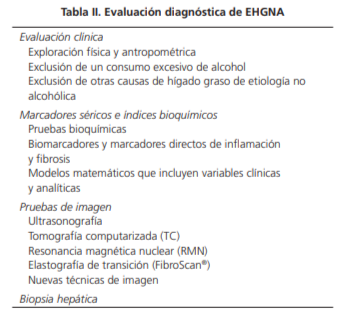 Tabla II. Evaluación diagnóstica de EHGNA
Evaluación clínica
Exploración física y antropométrica
Exclusión de un consumo excesivo de alcohol
Exclusión de otras causas de hígado graso de etiología no
alcohólica
Marcadores séricos e índices bioquímicos
Pruebas bioquímicas
Biomarcadores y marcadores directos de inflamación
y fibrosis
Modelos matemáticos que incluyen variables clínicas
y analíticas
Pruebas de imagen
Ultrasonografía
Tomografía computarizada (TC)
Resonancia magnética nuclear (RMN)
Elastografía de transición (FibroScan®)
Nuevas técnicas de imagen
Biopsia hepática